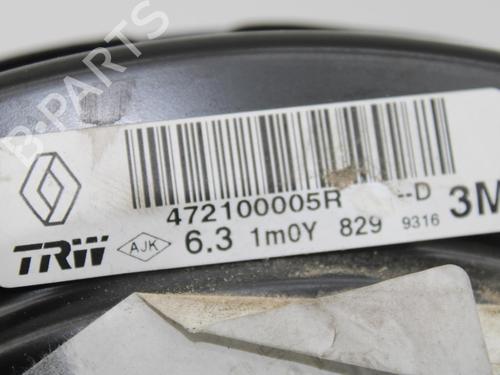 B-PARTS
472100005R --D
3M
TRW AJK 6.3 1m0Y 829 9316